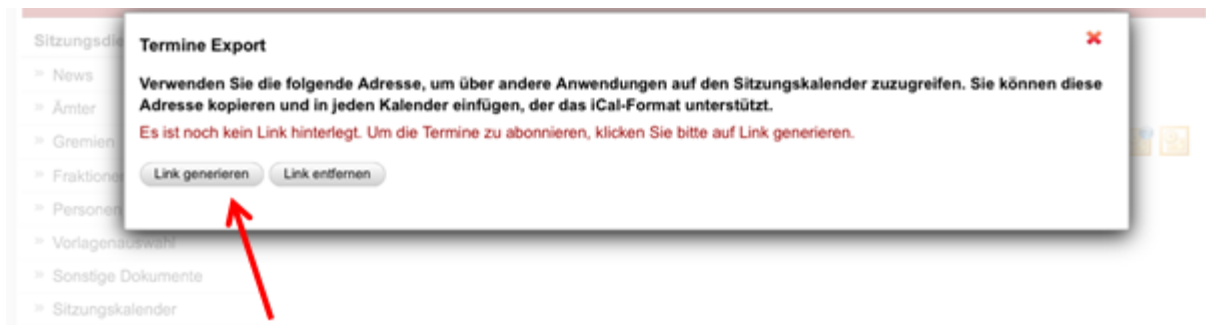 Termine Export
Verwenden Sie die folgende Adresse, um über andere Anwendungen auf den Sitzungskalender zuzugreifen. Sie können diese
Adresse kopieren und in jeden Kalender einfügen, der das iCal-Format unterstützt.
Es ist noch kein Link hinterlegt. Um die Termine zu abonnieren, klicken Sie bitte auf Link generieren.
Link generieren Link entfernen
Sitzungsdie
» News
» Ämter
» Gremien
» Fraktione
» Personen
» Vorlagenauswahl
» Sonstige Dokumente
» Sitzungskalender